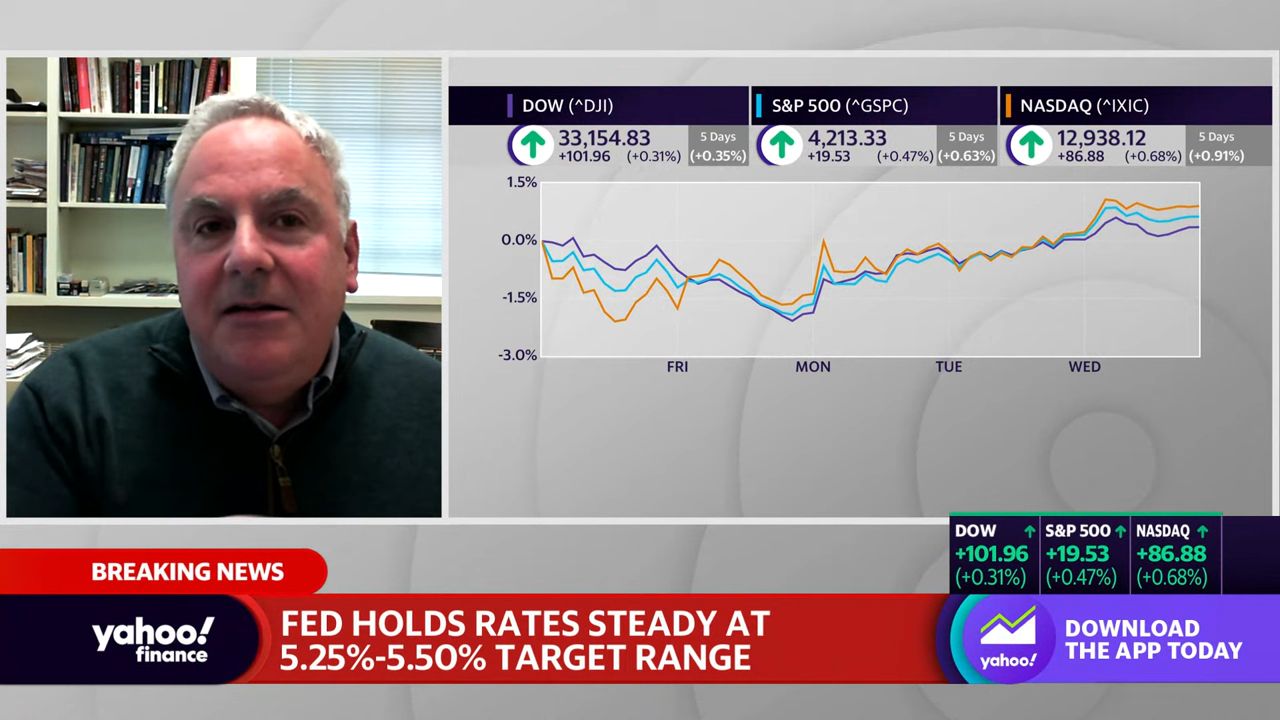 DOW (^DJI)
33,154.83
+101.96 (+0.31%)
5 Days
(+0.35%)
S&P 500 (^GSPC)
4,213.33
+19.53 (+0.47%)
5 Days
(+0.63%)
NASDAQ (^IXIC)
12,938.12
+86.88 (+0.68%)
5 Days
(+0.91%)
1.5%
0.0%
-1.5%
-3.0%
FRI MON TUE WED
DOW
+101.96
(+0.31%)
S&P 500
+19.53
(+0.47%)
NASDAQ
+86.88
(+0.68%)
BREAKING NEWS
yahoo!
finance
FED HOLDS RATES STEADY AT
5.25%-5.50% TARGET RANGE
yahoo!
DOWNLOAD
THE APP TODAY